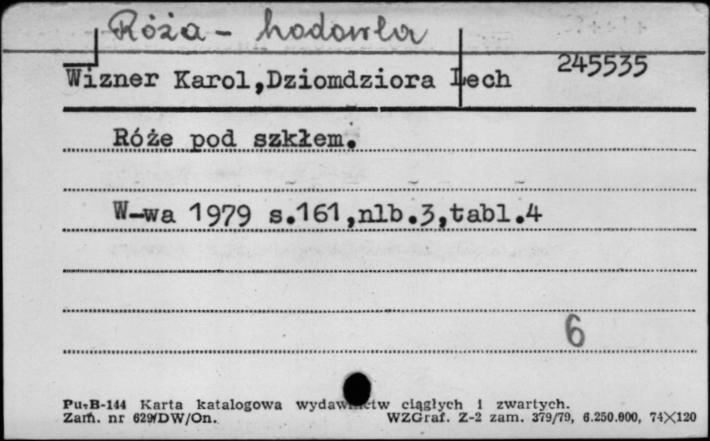 Róża - hodowla
Wizner Karol,Dziomdziora Lech 245535
Róże pod szkłem.
W-wa 1979 s.161,nlb.3,tabl.4
6
Pu-B-144 Karta katalogowa wydawnictw ciągłych i zwartych.
Zam. nr 629/DW/On. WZGraf. Z-2 zam. 379/79, 6.250.000, 74×120